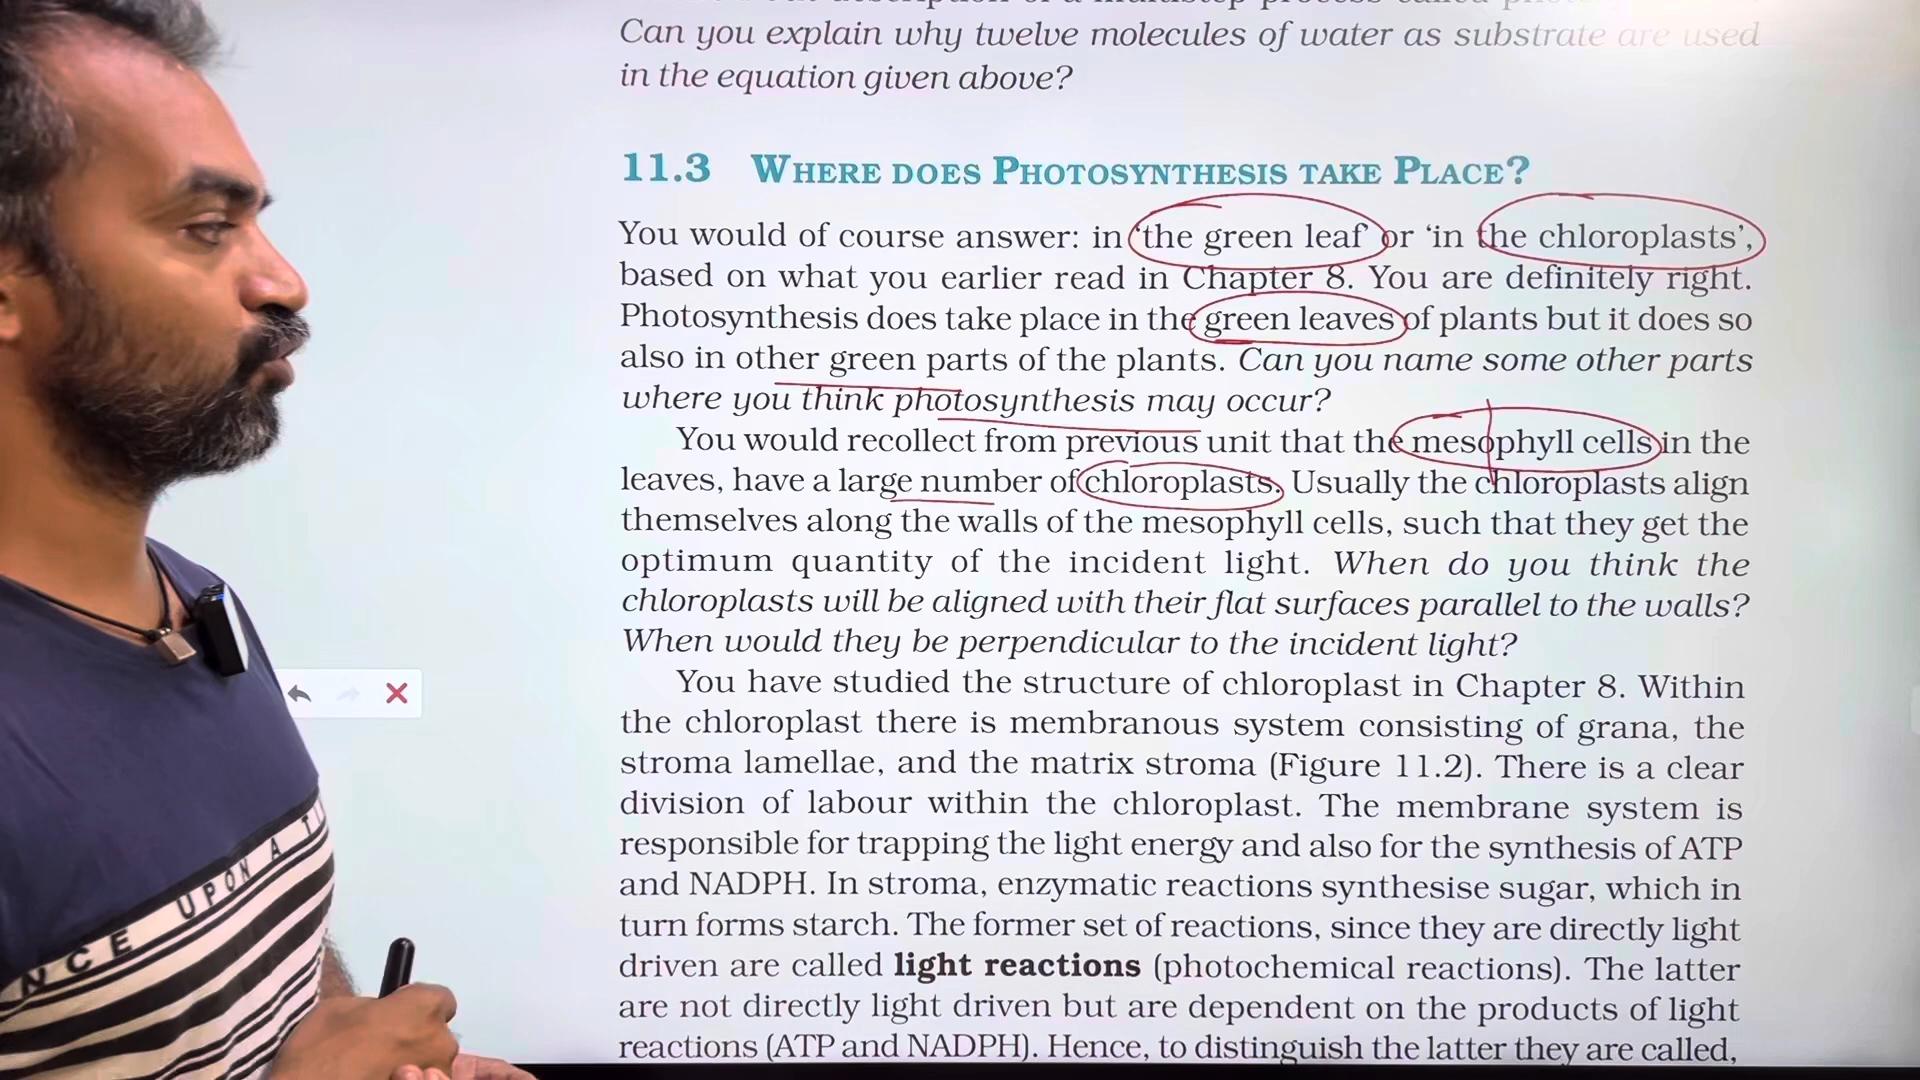 Can you explain why twelve molecules of water as substrate are used
in the equation given above?
11.3 WHERE DOES PHOTOSYNTHESIS TAKE PLACE?
You would of course answer: in ‘the green leaf’ or ‘in the chloroplasts’,
based on what you earlier read in Chapter 8. You are definitely right.
Photosynthesis does take place in the green leaves of plants but it does so
also in other green parts of the plants. Can you name some other parts
where you think photosynthesis may occur?
You would recollect from previous unit that the mesophyll cells in the
leaves, have a large number of chloroplasts. Usually the chloroplasts align
themselves along the walls of the mesophyll cells, such that they get the
optimum quantity of the incident light. When do you think the
chloroplasts will be aligned with their flat surfaces parallel to the walls?
When would they be perpendicular to the incident light?
You have studied the structure of chloroplast in Chapter 8. Within
the chloroplast there is membranous system consisting of grana, the
stroma lamellae, and the matrix stroma (Figure 11.2). There is a clear
division of labour within the chloroplast. The membrane system is
responsible for trapping the light energy and also for the synthesis of ATP
and NADPH. In stroma, enzymatic reactions synthesise sugar, which in
turn forms starch. The former set of reactions, since they are directly light
driven are called light reactions (photochemical reactions). The latter
are not directly light driven but are dependent on the products of light
reactions (ATP and NADPH). Hence, to distinguish the latter they are called,
NCE UPON A TI